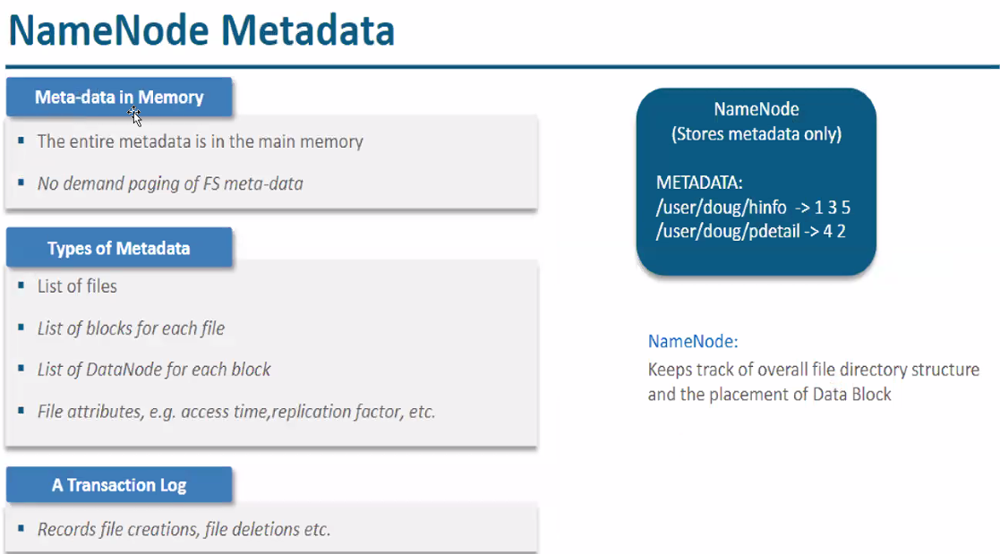 NameNode Metadata
Meta-data in Memory
The entire metadata is in the main memory
No demand paging of FS meta-data
Types of Metadata
List of files
List of blocks for each file
List of DataNode for each block
File attributes, e.g. access time,replication factor, etc.
A Transaction Log
Records file creations, file deletions etc.
NameNode
(Stores metadata only)
METADATA:
/user/doug/hinfo -> 1 3 5
/user/doug/pdetail -> 4 2
NameNode:
Keeps track of overall file directory structure
and the placement of Data Block